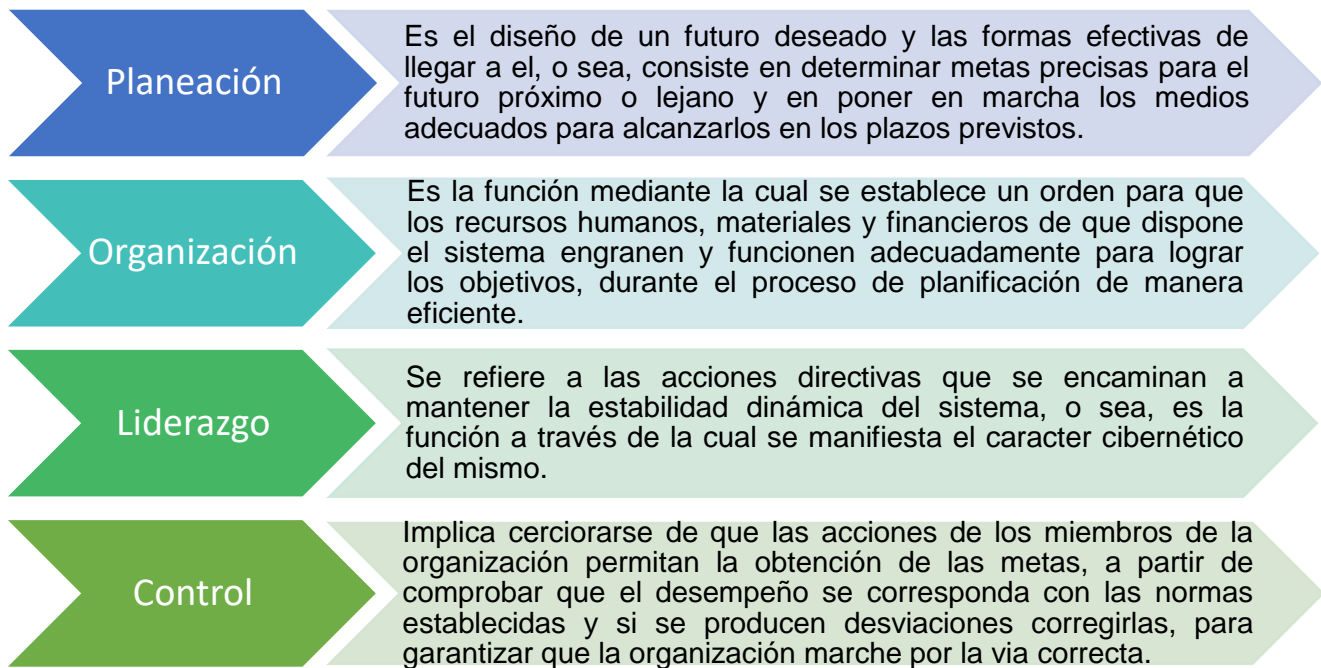 Planeación
Es el diseño de un futuro deseado y las formas efectivas de
llegar a el, o sea, consiste en determinar metas precisas para el
futuro próximo o lejano y en poner en marcha los medios
adecuados para alcanzarlos en los plazos previstos.
Organización
Es la función mediante la cual se establece un orden para que
los recursos humanos, materiales y financieros de que dispone
el sistema engranen y funcionen adecuadamente para lograr
los objetivos, durante el proceso de planificación de manera
eficiente.
Liderazgo
Se refiere a las acciones directivas que se encaminan a
mantener la estabilidad dinámica del sistema, o sea, es la
función a través de la cual se manifiesta el caracter cibernético
del mismo.
Control
Implica cerciorarse de que las acciones de los miembros de la
organización permitan la obtención de las metas, a partir de
comprobar que el desempeño se corresponda con las normas
establecidas y si se producen desviaciones corregirlas, para
garantizar que la organización marche por la via correcta.